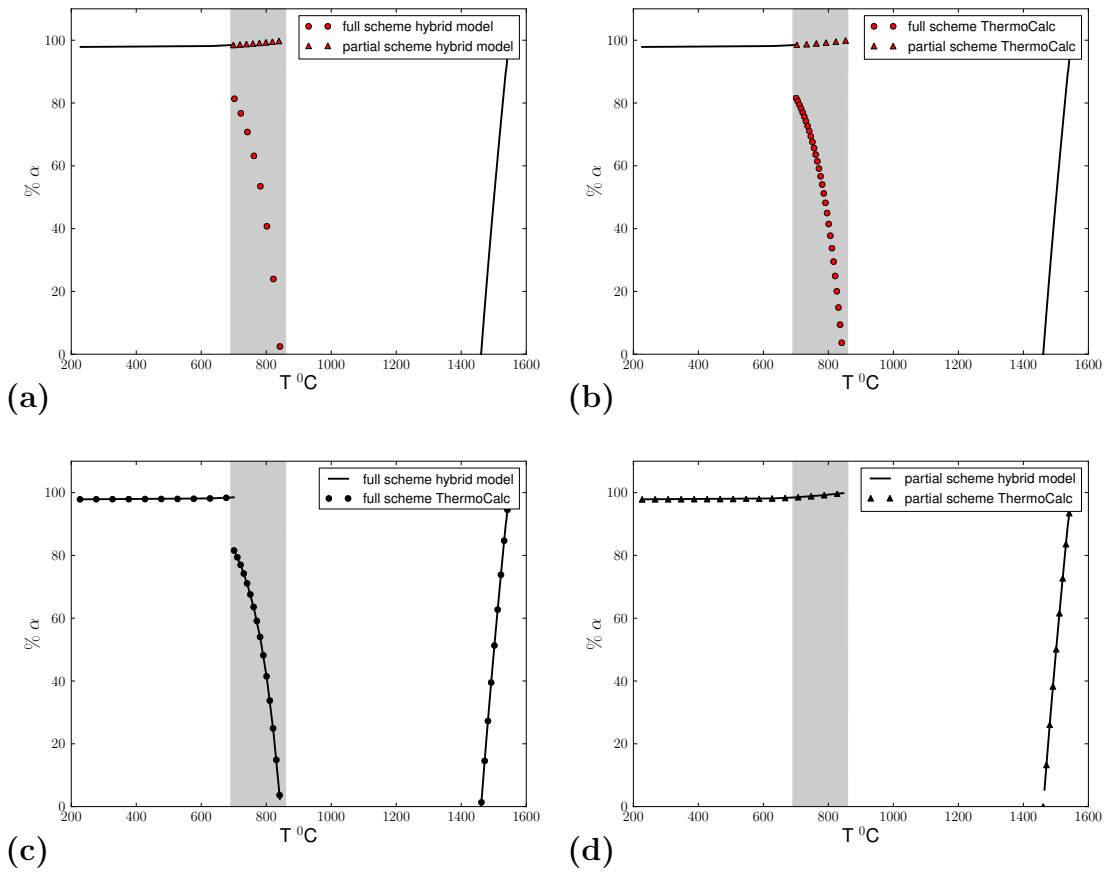 full scheme hybrid model
partial scheme hybrid model
100
80
60
40
20
0
% α
200 400 600 800 1000 1200 1400 1600
T ⁰C
(a)
full scheme ThermoCalc
partial scheme ThermoCalc
100
80
60
40
20
0
% α
200 400 600 800 1000 1200 1400 1600
T ⁰C
(b)
full scheme hybrid model
full scheme ThermoCalc
100
80
60
40
20
0
% α
200 400 600 800 1000 1200 1400 1600
T ⁰C
(c)
partial scheme hybrid model
partial scheme ThermoCalc
100
80
60
40
20
0
% α
200 400 600 800 1000 1200 1400 1600
T ⁰C
(d)